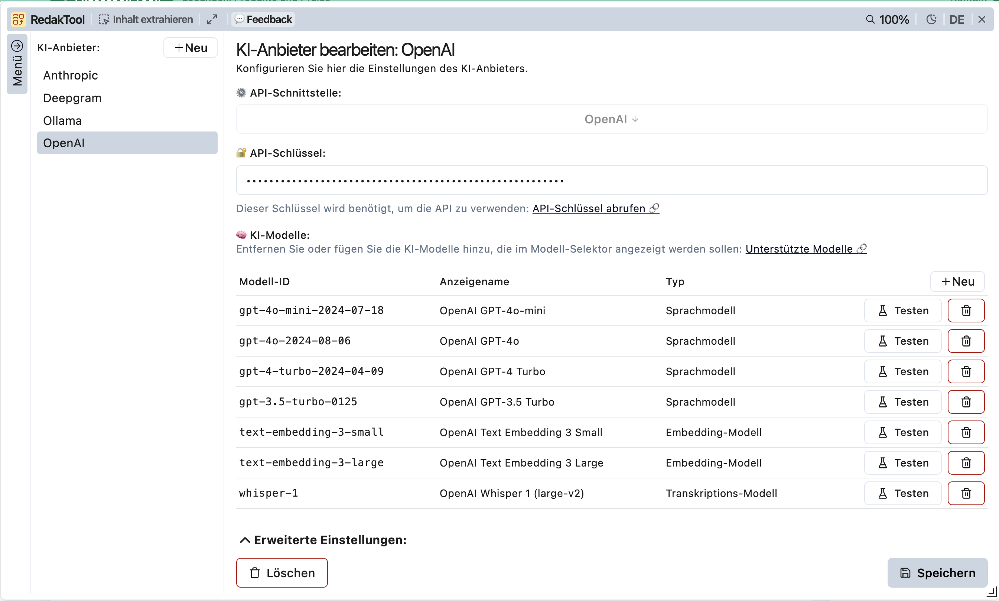 RedakTool
Inhalt extrahieren
Feedback
100%
DE
Menü
KI-Anbieter:
Neu
Anthropic
Deepgram
Ollama
OpenAI
KI-Anbieter bearbeiten: OpenAI
Konfigurieren Sie hier die Einstellungen des KI-Anbieters.
API-Schnittstelle:
OpenAI
API-Schlüssel:
Dieser Schlüssel wird benötigt, um die API zu verwenden: API-Schlüssel abrufen
KI-Modelle:
Entfernen Sie oder fügen Sie die KI-Modelle hinzu, die im Modell-Selektor angezeigt werden sollen: Unterstützte Modelle
Modell-ID Anzeigename Typ +Neu
gpt-4o-mini-2024-07-18 OpenAI GPT-4o-mini Sprachmodell Testen
gpt-4o-2024-08-06 OpenAI GPT-4o Sprachmodell Testen
gpt-4-turbo-2024-04-09 OpenAI GPT-4 Turbo Sprachmodell Testen
gpt-3.5-turbo-0125 OpenAI GPT-3.5 Turbo Sprachmodell Testen
text-embedding-3-small OpenAI Text Embedding 3 Small Embedding-Modell Testen
text-embedding-3-large OpenAI Text Embedding 3 Large Embedding-Modell Testen
whisper-1 OpenAI Whisper 1 (large-v2) Transkriptions-Modell Testen
Erweiterte Einstellungen:
Löschen
Speichern